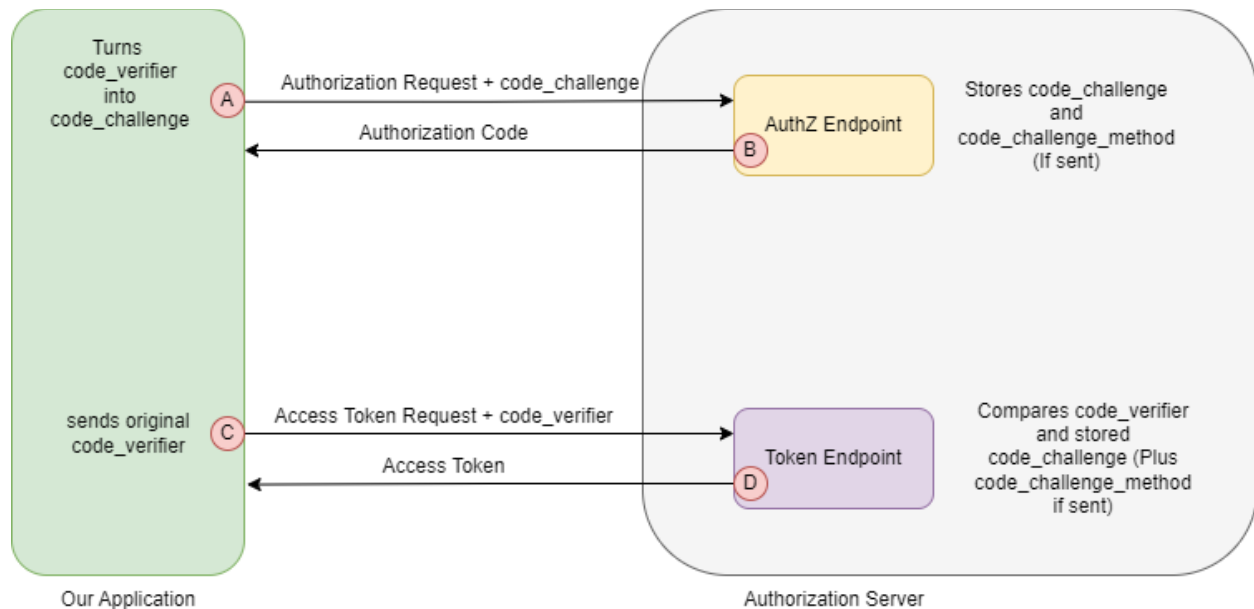 Turns
code_verifier
into
code_challenge
A
Authorization Request + code_challenge
Authorization Code
AuthZ Endpoint
B
Stores code_challenge
and
code_challenge_method
(If sent)
sends original
code_verifier
C
Access Token Request + code_verifier
Access Token
Token Endpoint
D
Compares code_verifier
and stored
code_challenge (Plus
code_challenge_method
if sent)
Our Application
Authorization Server